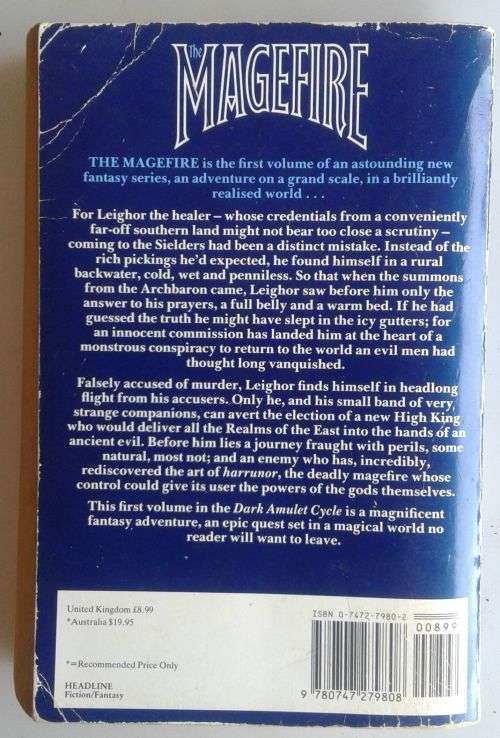 The
MAGEFIRE
THE MAGEFIRE is the first volume of an astounding new
fantasy series, an adventure on a grand scale, in a brilliantly
realised world . . .
For Leighor the healer – whose credentials from a conveniently
far-off southern land might not bear too close a scrutiny –
coming to the Sielders had been a distinct mistake. Instead of the
rich pickings he'd expected, he found himself in a rural
backwater, cold, wet and penniless. So that when the summons
from the Archbaron came, Leighor saw before him only the
answer to his prayers, a full belly and a warm bed. If he had
guessed the truth he might have slept in the icy gutters; for
an innocent commission has landed him at the heart of a
monstrous conspiracy to return to the world an evil men had
thought long vanquished.
Falsely accused of murder, Leighor finds himself in headlong
flight from his accusers. Only he, and his small band of very
strange companions, can avert the election of a new High King
who would deliver all the Realms of the East into the hands of an
ancient evil. Before him lies a journey fraught with perils, some
natural, most not; and an enemy who has, incredibly,
rediscovered the art of harrunor, the deadly magefire whose
control could give its user the powers of the gods themselves.
This first volume in the Dark Amulet Cycle is a magnificent
fantasy adventure, an epic quest set in a magical world no
reader will want to leave.
United Kingdom £8.99
*Australia $19.95
*=Recommended Price Only
HEADLINE
Fiction/Fantasy
ISBN 0-7472-7980-2
00899
9 780747 279808